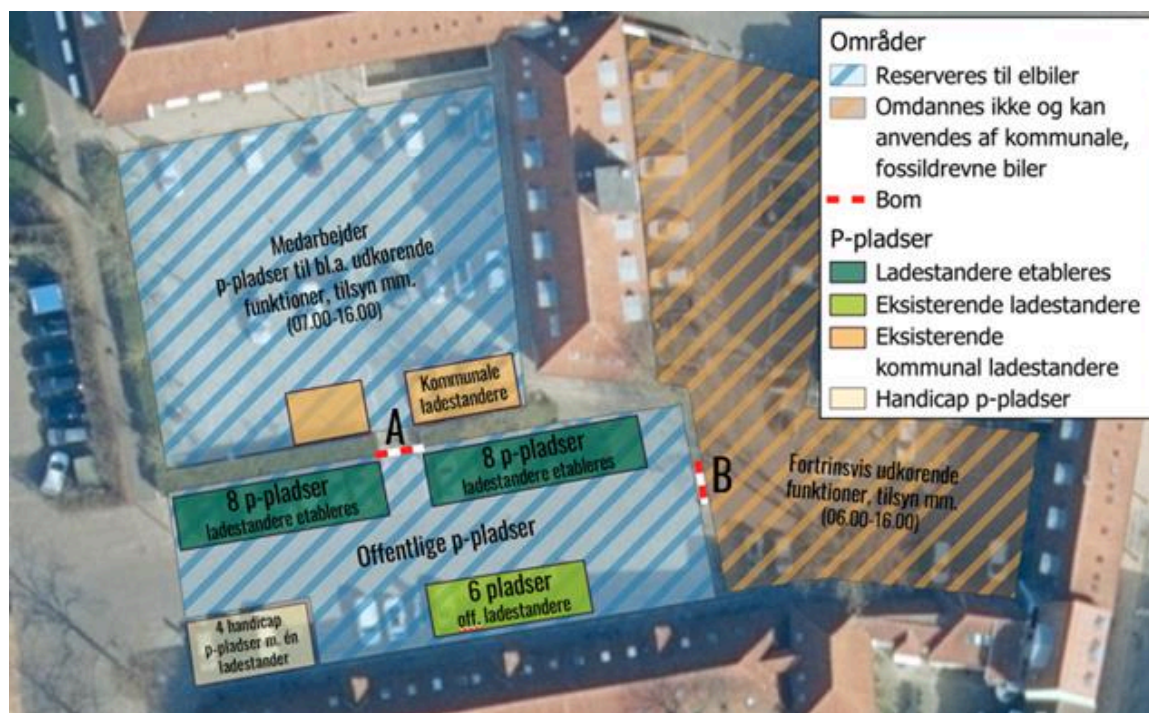 Områder
Reserveres til elbiler
Omdannes ikke og kan
anvendes af kommunale,
fossildrevne biler
Bom
P-pladser
Ladestandere etableres
Eksisterende ladestandere
Eksisterende
kommunal ladestandere
Handicap p-pladser
Medarbejder
p-pladser til bl.a. udkørende
funktioner, tilsyn mm.
(07.00-16.00)
Kommunale
ladestandere
A
8 p-pladser
ladestandere etableres
B
Fortrinsvis udkørende
funktioner, tilsyn mm.
(06.00-16.00)
8 p-pladser
ladestandere etableres
Offentlige p-pladser
6 pladser
off. ladestandere
4 handicap
p-pladser m. én
ladestander